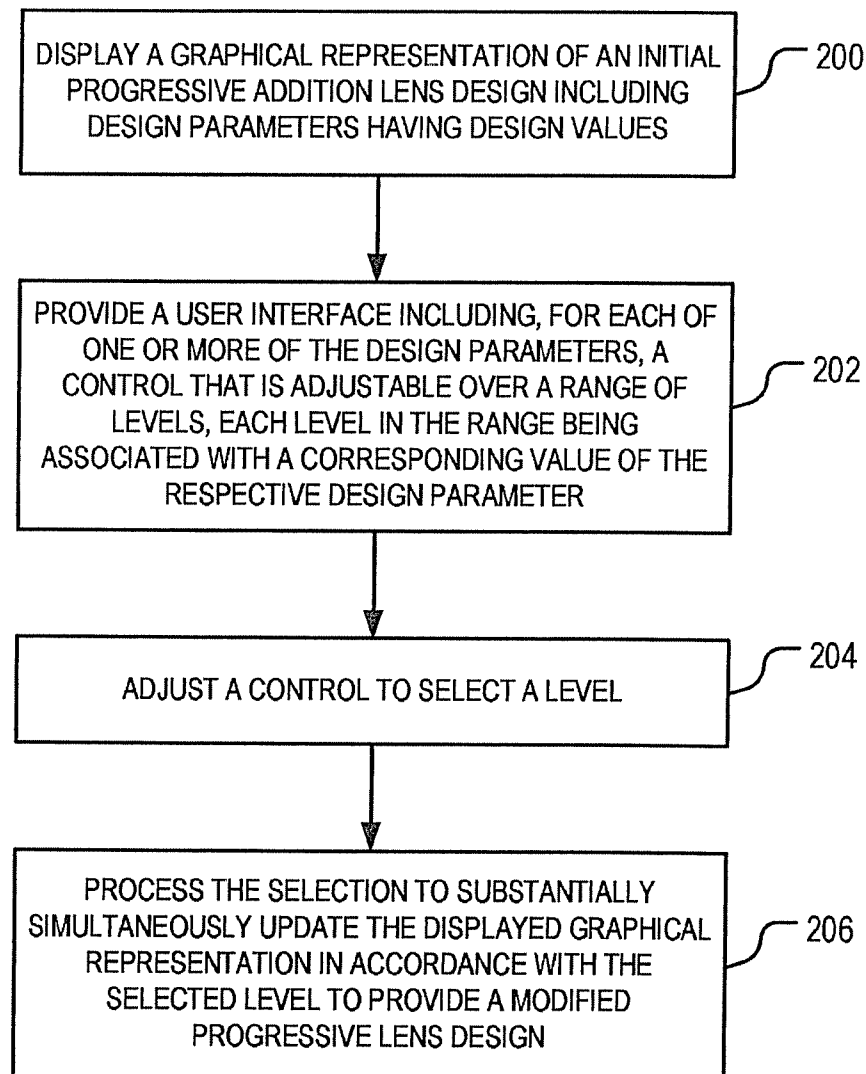 DISPLAY A GRAPHICAL REPRESENTATION OF AN INITIAL
PROGRESSIVE ADDITION LENS DESIGN INCLUDING
DESIGN PARAMETERS HAVING DESIGN VALUES
200
PROVIDE A USER INTERFACE INCLUDING, FOR EACH OF
ONE OR MORE OF THE DESIGN PARAMETERS, A
CONTROL THAT IS ADJUSTABLE OVER A RANGE OF
LEVELS, EACH LEVEL IN THE RANGE BEING
ASSOCIATED WITH A CORRESPONDING VALUE OF THE
RESPECTIVE DESIGN PARAMETER
202
ADJUST A CONTROL TO SELECT A LEVEL
204
PROCESS THE SELECTION TO SUBSTANTIALLY
SIMULTANEOUSLY UPDATE THE DISPLAYED GRAPHICAL
REPRESENTATION IN ACCORDANCE WITH THE
SELECTED LEVEL TO PROVIDE A MODIFIED
PROGRESSIVE LENS DESIGN
206